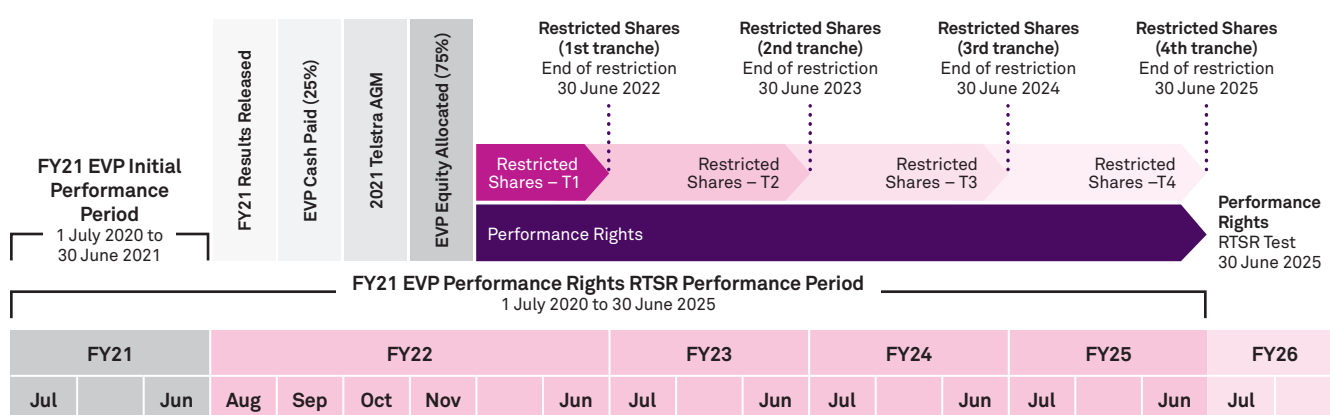 FY21 EVP Initial
Performance
Period
1 July 2020 to
30 June 2021
FY21 Results Released
EVP Cash Paid (25%)
2021 Telstra AGM
EVP Equity Allocated (75%)
Restricted Shares
(1st tranche)
End of restriction
30 June 2022
Restricted Shares
(2nd tranche)
End of restriction
30 June 2023
Restricted Shares
(3rd tranche)
End of restriction
30 June 2024
Restricted Shares
(4th tranche)
End of restriction
30 June 2025
Restricted
Shares – T1
Restricted
Shares – T2
Restricted
Shares – T3
Restricted
Shares –T4
Performance Rights
Performance
Rights
RTSR Test
30 June 2025
FY21 EVP Performance Rights RTSR Performance Period
1 July 2020 to 30 June 2025
FY21 FY22 FY23 FY24 FY25 FY26
Jul Jun Aug Sep Oct Nov Jun Jul Jun Jul Jun Jul Jun Jul